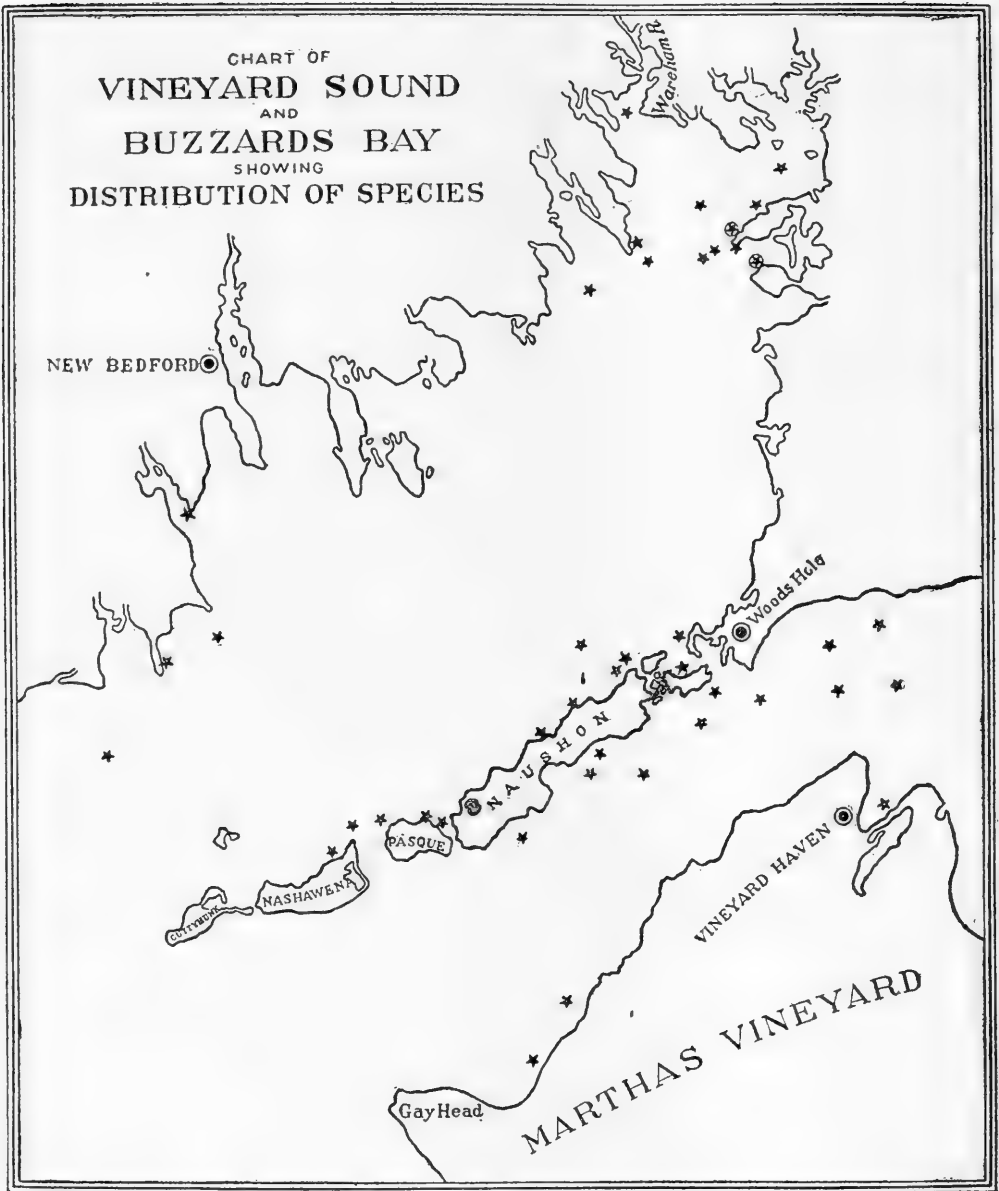 CHART OF
VINEYARD SOUND
AND
BUZZARDS BAY
SHOWING
DISTRIBUTION OF SPECIES
Wareham R.
NEW BEDFORD
Woods Hole
NAUSHON
PASQUE
NASHAWENA
CUTTYHUNK
VINEYARD HAVEN
MARTHAS VINEYARD
Gay Head